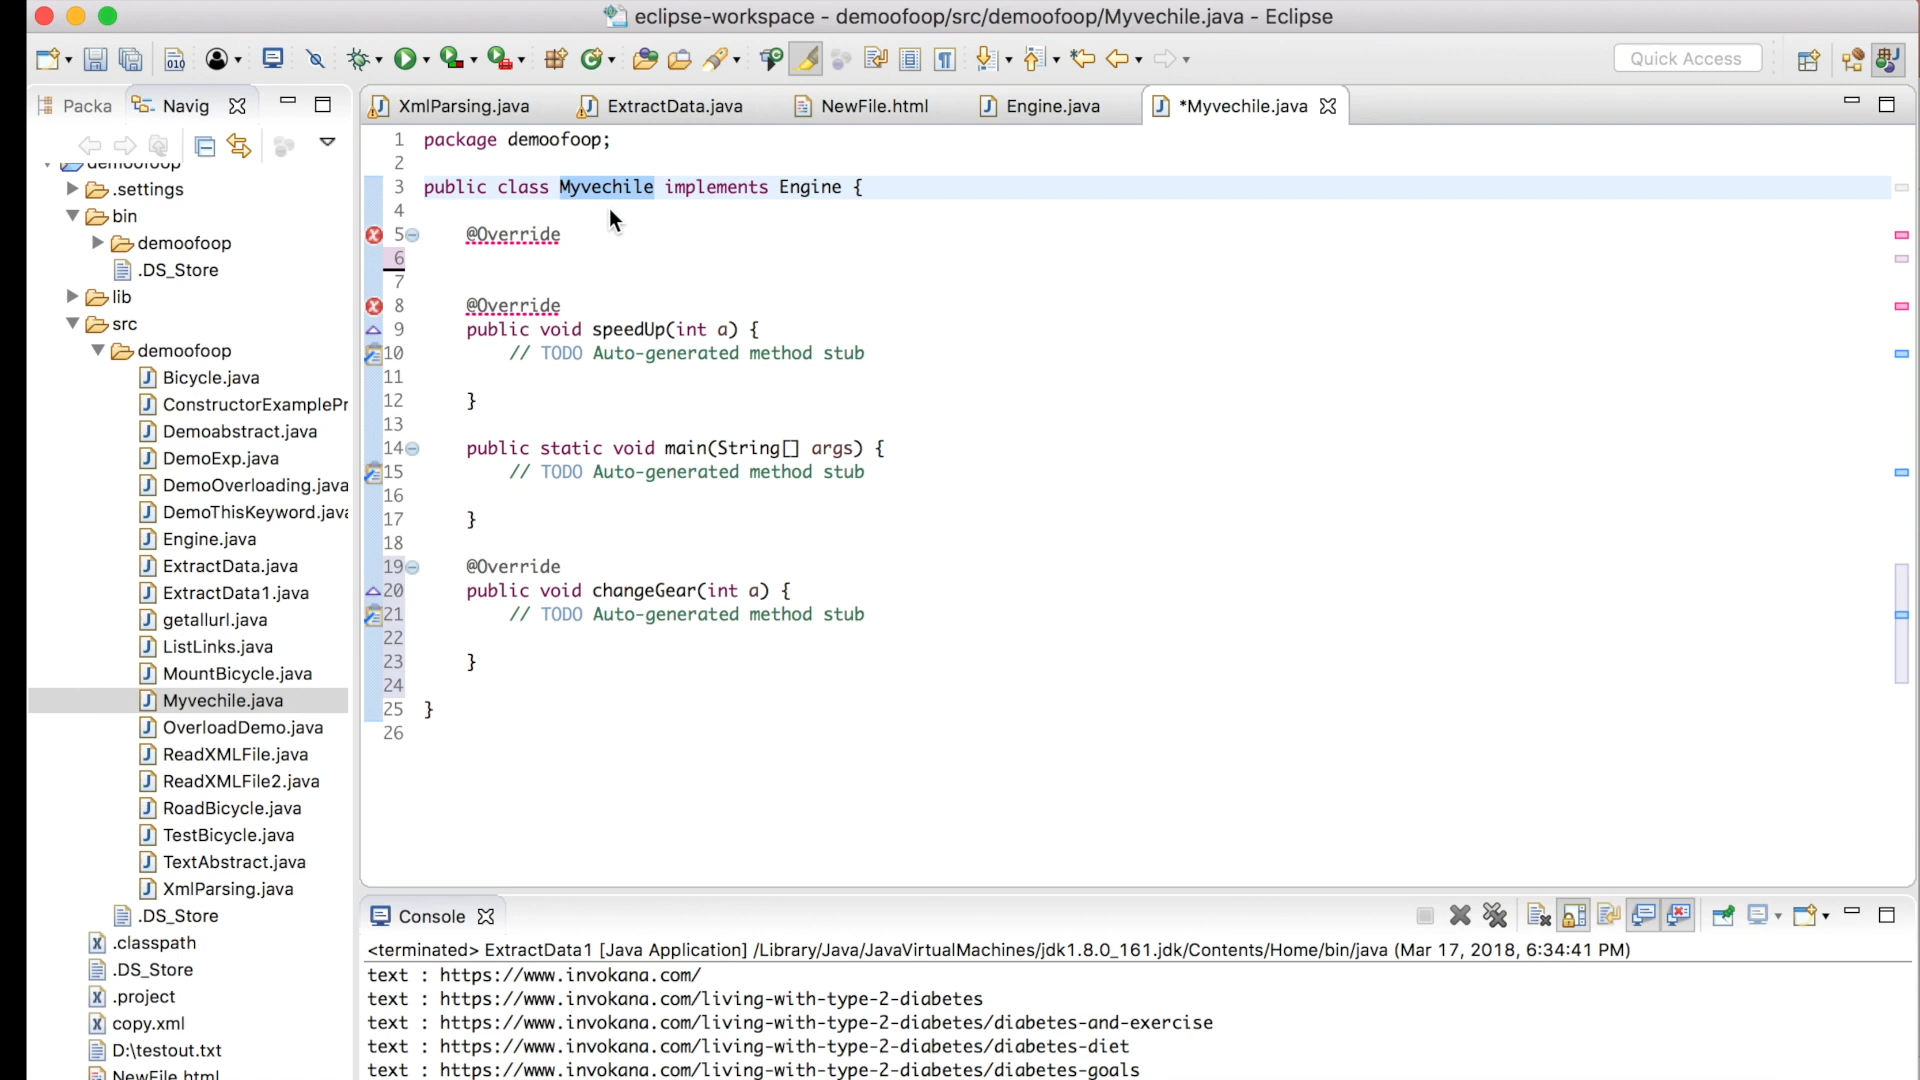 eclipse-workspace - demoofoop/src/demoofoop/Myvechile.java - Eclipse
Quick Access
Packa
Navig
XmlParsing.java
ExtractData.java
NewFile.html
Engine.java
*Myvechile.java
demoofoop
.settings
bin
demoofoop
.DS_Store
lib
src
demoofoop
Bicycle.java
ConstructorExamplePr
Demoabstract.java
DemoExp.java
DemoOverloading.java
DemoThisKeyword.java
Engine.java
ExtractData.java
ExtractData1.java
getallurl.java
ListLinks.java
MountBicycle.java
Myvechile.java
OverloadDemo.java
ReadXMLFile.java
ReadXMLFile2.java
RoadBicycle.java
TestBicycle.java
TextAbstract.java
XmlParsing.java
.DS_Store
.classpath
.DS_Store
.project
copy.xml
D:\testout.txt
NewFile.html
1 package demoofoop;
2
3 public class Myvechile implements Engine {
4
5 @Override
6
7
8 @Override
9 public void speedUp(int a) {
10 // TODO Auto-generated method stub
11
12 }
13
14 public static void main(String[] args) {
15 // TODO Auto-generated method stub
16
17 }
18
19 @Override
20 public void changeGear(int a) {
21 // TODO Auto-generated method stub
22
23 }
24
25 }
26
Console
<terminated> ExtractData1 [Java Application] /Library/Java/JavaVirtualMachines/jdk1.8.0_161.jdk/Contents/Home/bin/java (Mar 17, 2018, 6:34:41 PM)
text : https://www.invokana.com/
text : https://www.invokana.com/living-with-type-2-diabetes
text : https://www.invokana.com/living-with-type-2-diabetes/diabetes-and-exercise
text : https://www.invokana.com/living-with-type-2-diabetes/diabetes-diet
text : https://www.invokana.com/living-with-type-2-diabetes/diabetes-goals